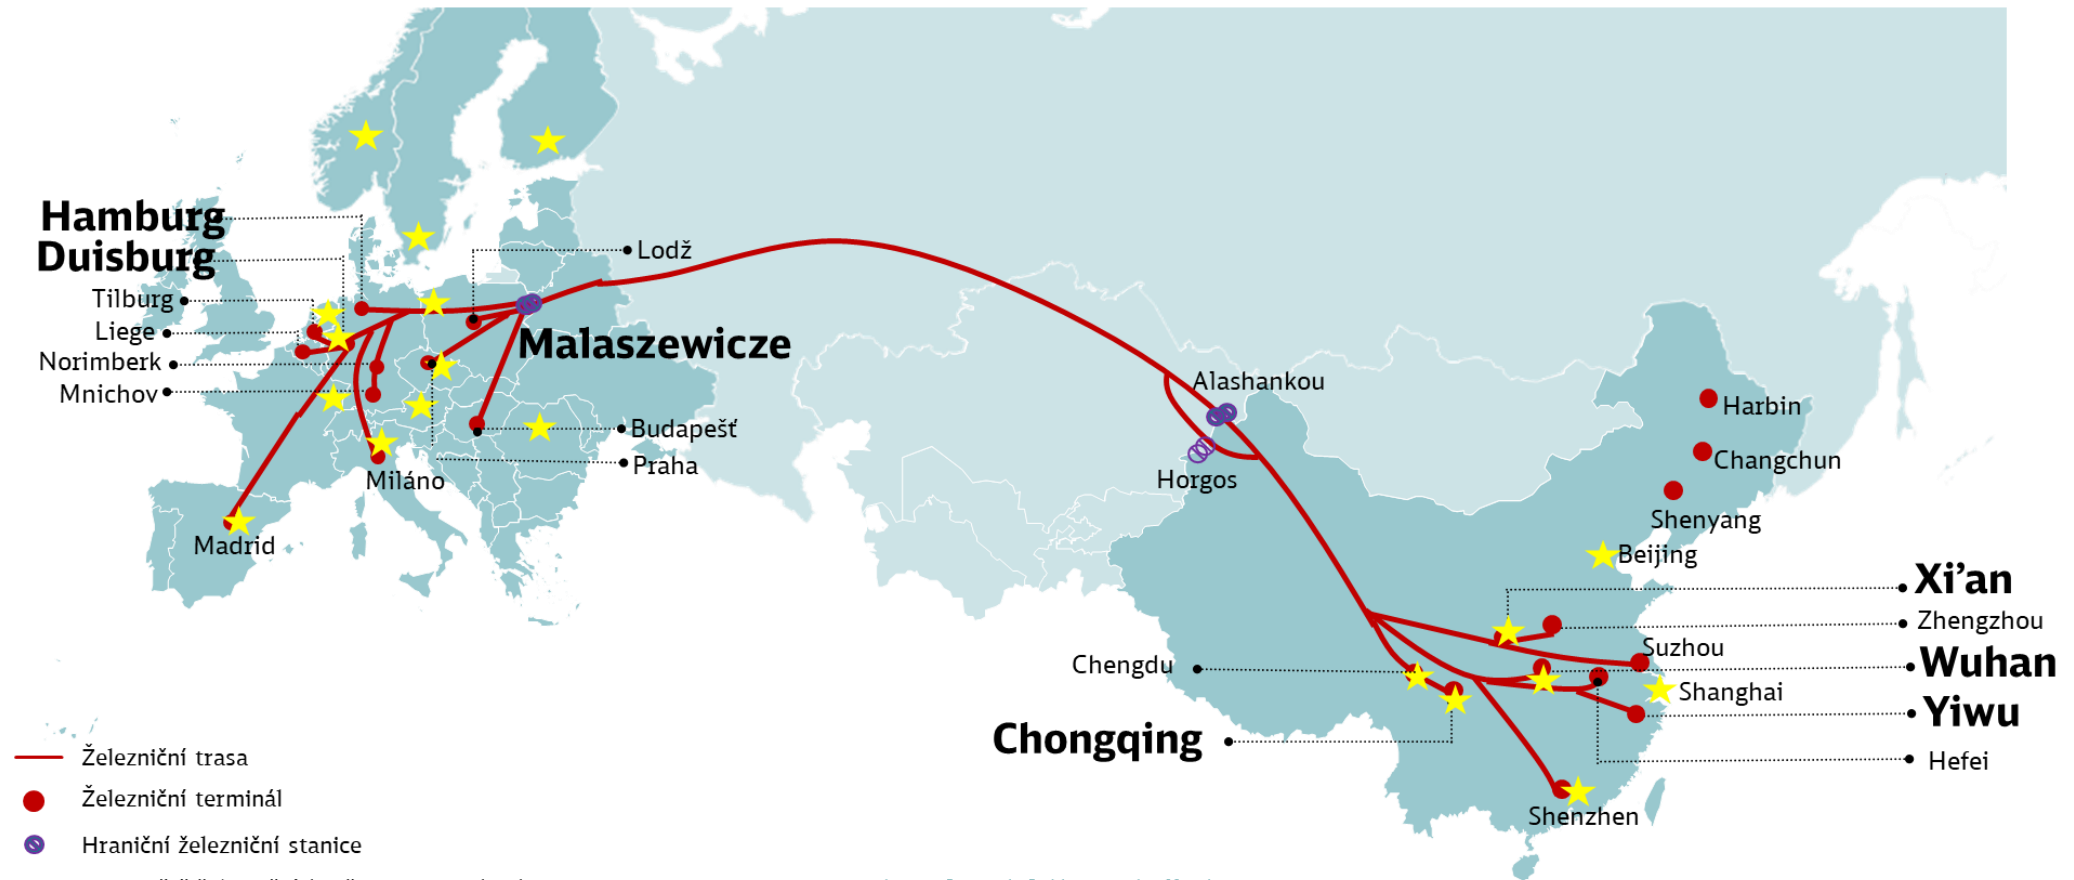 Hamburg
Duisburg
Tilburg
Liege
Norimberk
Mnichov
Lodž
Malaszewicze
Budapešť
Praha
Miláno
Madrid
Alashankou
Horgos
Harbin
Changchun
Shenyang
Beijing
Xi’an
Zhengzhou
Suzhou
Wuhan
Shanghai
Yiwu
Hefei
Chengdu
Chongqing
Shenzhen
Železniční trasa
Železniční terminál
Hraniční železniční stanice